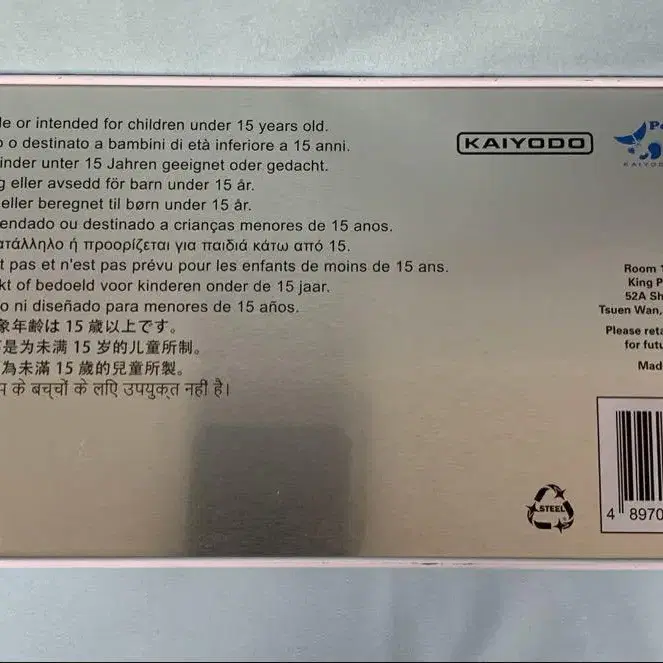 le or intended for children under 15 years old.
o o destinato a bambini di età inferiore a 15 anni.
inder unter 15 Jahren geeignet oder gedacht.
g eller avsedd för barn under 15 år.
eller beregnet til børn under 15 år.
endado ou destinado a crianças menores de 15 anos.
ατάλληλο ή προορίζεται για παιδιά κάτω από 15.
t pas et n'est pas prévu pour les enfants de moins de 15 ans.
kt of bedoeld voor kinderen onder de 15 jaar.
o ni diseñado para menores de 15 años.
象年齢は 15 歳以上です。
是为未满 15 岁的儿童所制。
為未滿 15 歲的兒童所製。
के बच्चों के लिए उपयुक्त नहीं है।
KAIYODO
KAIYOD
Room 1
King P
52A Sh
Tsuen Wan,
Please reta
for futu
Mad
STEEL
4 8970